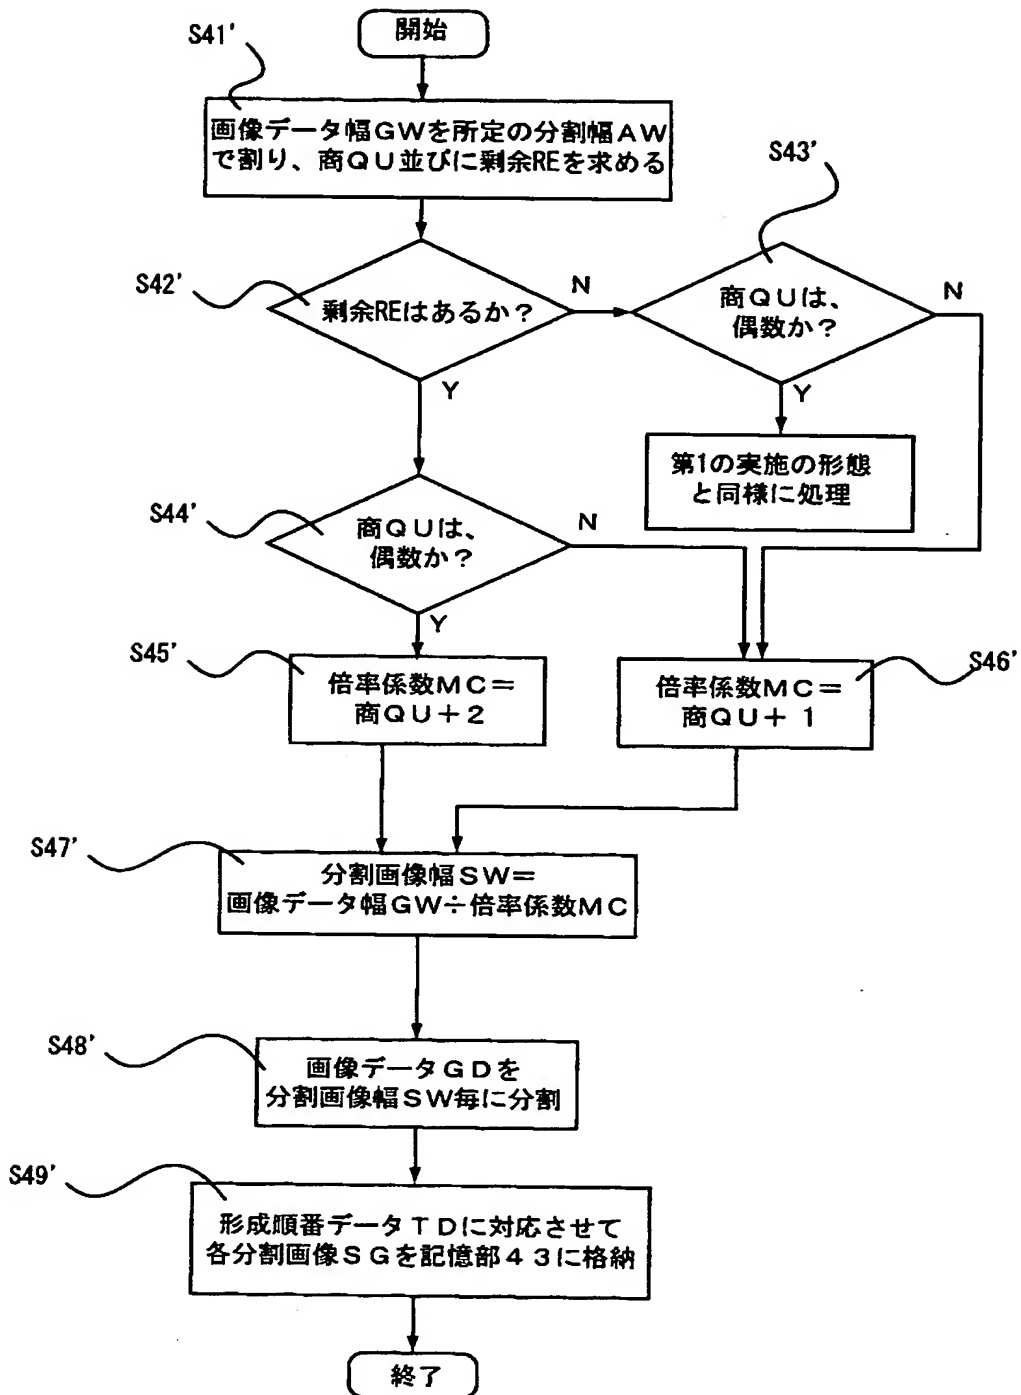 開始
S41'
画像データ幅GWを所定の分割幅AW
で割り、商QU並びに剰余REを求める
S42'
剰余REはあるか？
N
Y
S43'
商QUは、
偶数か？
N
Y
第1の実施の形態
と同様に処理
S44'
商QUは、
偶数か？
N
Y
S45'
倍率係数MC＝
商QU＋2
S46'
倍率係数MC＝
商QU＋1
S47'
分割画像幅SW＝
画像データ幅GW÷倍率係数MC
S48'
画像データGDを
分割画像幅SW毎に分割
S49'
形成順番データTDに対応させて
各分割画像SGを記憶部43に格納
終了